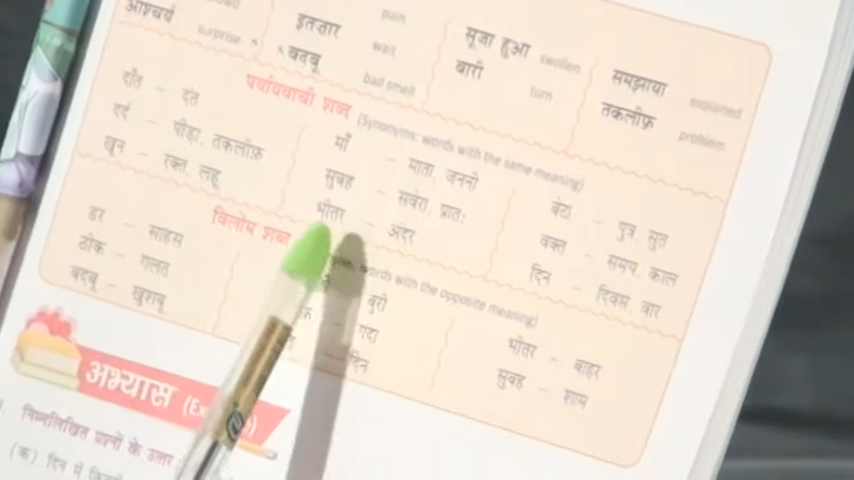 आश्चर्य surprise
इंतज़ार wait
बदबू bad smell
सूजा हुआ swollen
बारी turn
समझाया explained
तकलीफ़ problem
पर्यायवाची शब्द (Synonyms: words with the same meaning)
दाँत – दंत
दर्द – पीड़ा, तकलीफ़
खून – रक्त, लहू
माँ – माता, जननी
सुबह – सवेरा, प्रातः
भीतर – अंदर
बेटा – पुत्र, सुत
वक्त – समय, काल
दिन – दिवस, वार
विलोम शब्द words with the opposite meaning)
डर – साहस
ठीक – गलत
बदबू – खुशबू
बुरी
गंदा
दिन
भीतर – बाहर
सुबह – शाम
अभ्यास
निम्नलिखित प्रश्नों के उत्तर
(क) दिन में